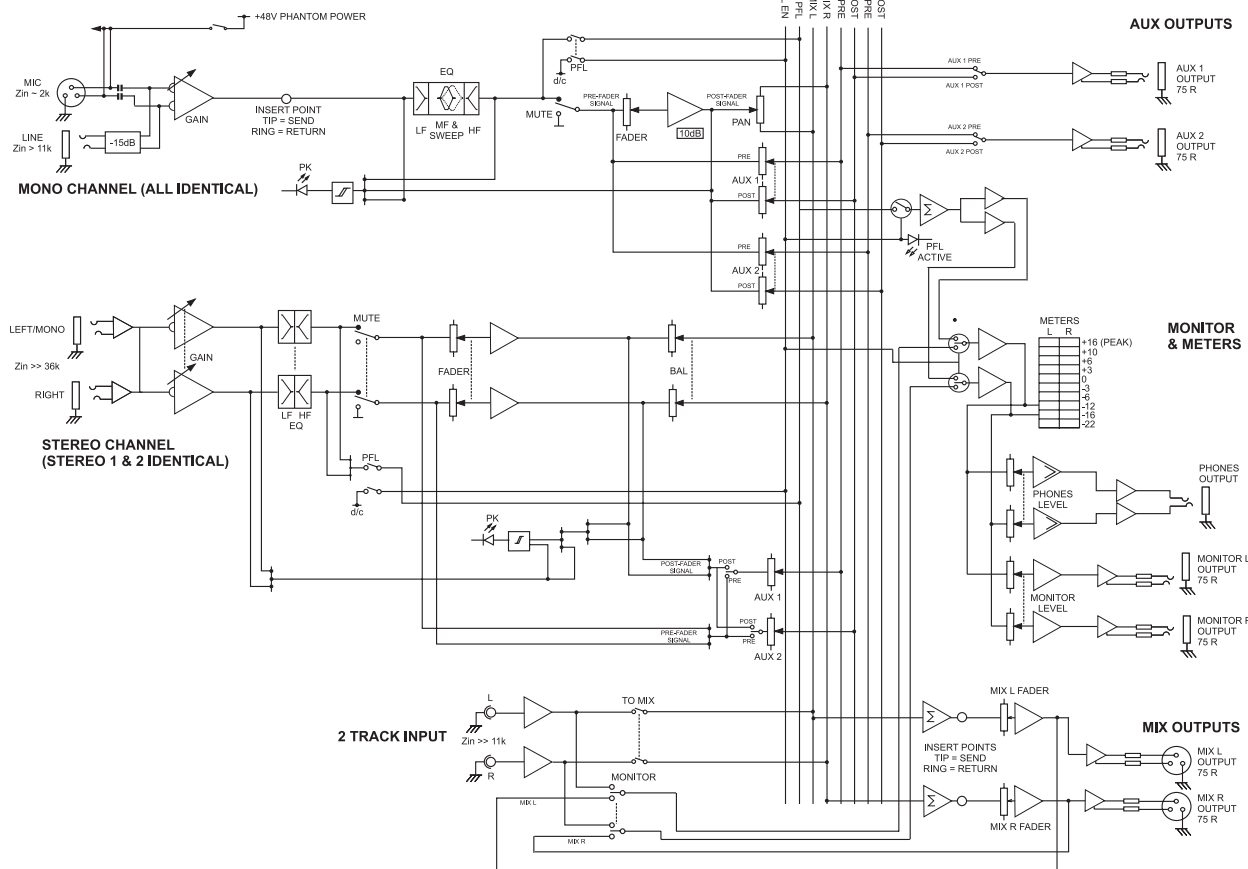 +48V PHANTOM POWER
MIC
Zin ~ 2k
LINE
Zin > 11k
-15dB
GAIN
INSERT POINT
TIP = SEND
RING = RETURN
EQ
LF
MF &
SWEEP
HF
PFL
d/c
MUTE
PRE-FADER
SIGNAL
FADER
10dB
POST-FADER
SIGNAL
PAN
PK
MONO CHANNEL (ALL IDENTICAL)
PRE
AUX 1
POST
PRE
AUX 2
POST
L EN
PFL
MIX L
MIX R
PRE
POST
PRE
POST
AUX OUTPUTS
AUX 1 PRE
AUX 1 POST
AUX 1
OUTPUT
75 R
AUX 2 PRE
AUX 2 POST
AUX 2
OUTPUT
75 R
Σ
PFL
ACTIVE
METERS
L R
+16 (PEAK)
+10
+6
+3
0
-3
-6
-12
-16
-22
MONITOR
& METERS
LEFT/MONO
Zin >> 36k
RIGHT
GAIN
LF HF
EQ
MUTE
FADER
BAL
STEREO CHANNEL
(STEREO 1 & 2 IDENTICAL)
PFL
d/c
PK
POST-FADER
SIGNAL
POST
PRE
AUX 1
PRE-FADER
SIGNAL
POST
PRE
AUX 2
PHONES
OUTPUT
PHONES
LEVEL
MONITOR L
OUTPUT
75 R
MONITOR
LEVEL
MONITOR R
OUTPUT
75 R
2 TRACK INPUT
L
Zin >> 11k
R
TO MIX
MONITOR
MIX L
MIX R
MIX L FADER
Σ
INSERT POINTS
TIP = SEND
RING = RETURN
Σ
MIX R FADER
MIX OUTPUTS
MIX L
OUTPUT
75 R
MIX R
OUTPUT
75 R